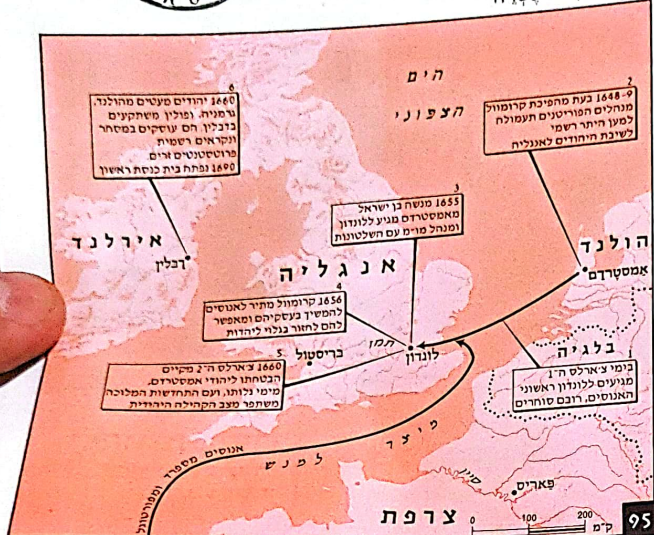 הים
הצפוני
6
1660 יהודים מעטים מהולנד,
גרמניה, ופולין משתקעים
בדבלין. הם עוסקים במסחר
ונקראים רשמית
פרוטסטנטים זרים.
1690 נפתח בית כנסת ראשון
2
1648-9 בעת מהפיכת קרומוול
מנהלים הפוריטנים תעמולה
למען היתר רשמי
לשיבת היהודים לאנגליה
3
1655 מנשה בן ישראל
מאמסטרדם מגיע ללונדון
ומנהל מו״מ עם השלטונות
אירלנד
דבלין
אנגליה
הולנד
אמסטרדם
4
1656 קרומוול מתיר לאנוסים
להמשיך בעסקיהם ומאפשר
להם לחזור בגלוי ליהדות
תמז
לונדון
בריסטול
בלגיה
1
בימי צ׳ארלס ה־1
מגיעים ללונדון ראשוני
האנוסים, רובם סוחרים
5
1660 צ׳ארלס ה־2 מקיים
הבטחתו ליהודי אמסטרדם,
מימי גלותו, ועם התחדשות המלוכה
משתפר מצב הקהילה היהודית
מיצר למנש
אנוסים מספרד ומפורטוגל
סיין
פאריס
צרפת
0 100 200
ק״מ
95